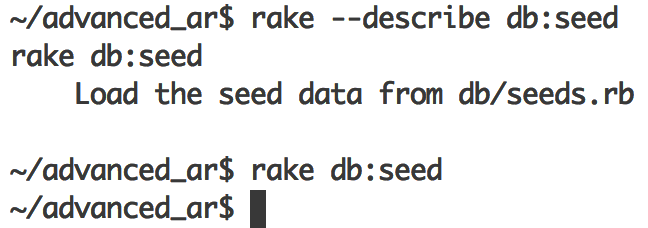 ~/advanced_ar$ rake --describe db:seed
rake db:seed
    Load the seed data from db/seeds.rb

~/advanced_ar$ rake db:seed
~/advanced_ar$